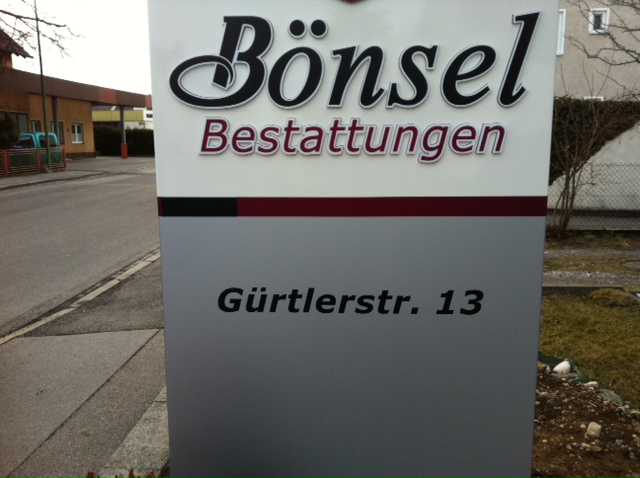 Bönsel
Bestattungen
Gürtlerstr. 13